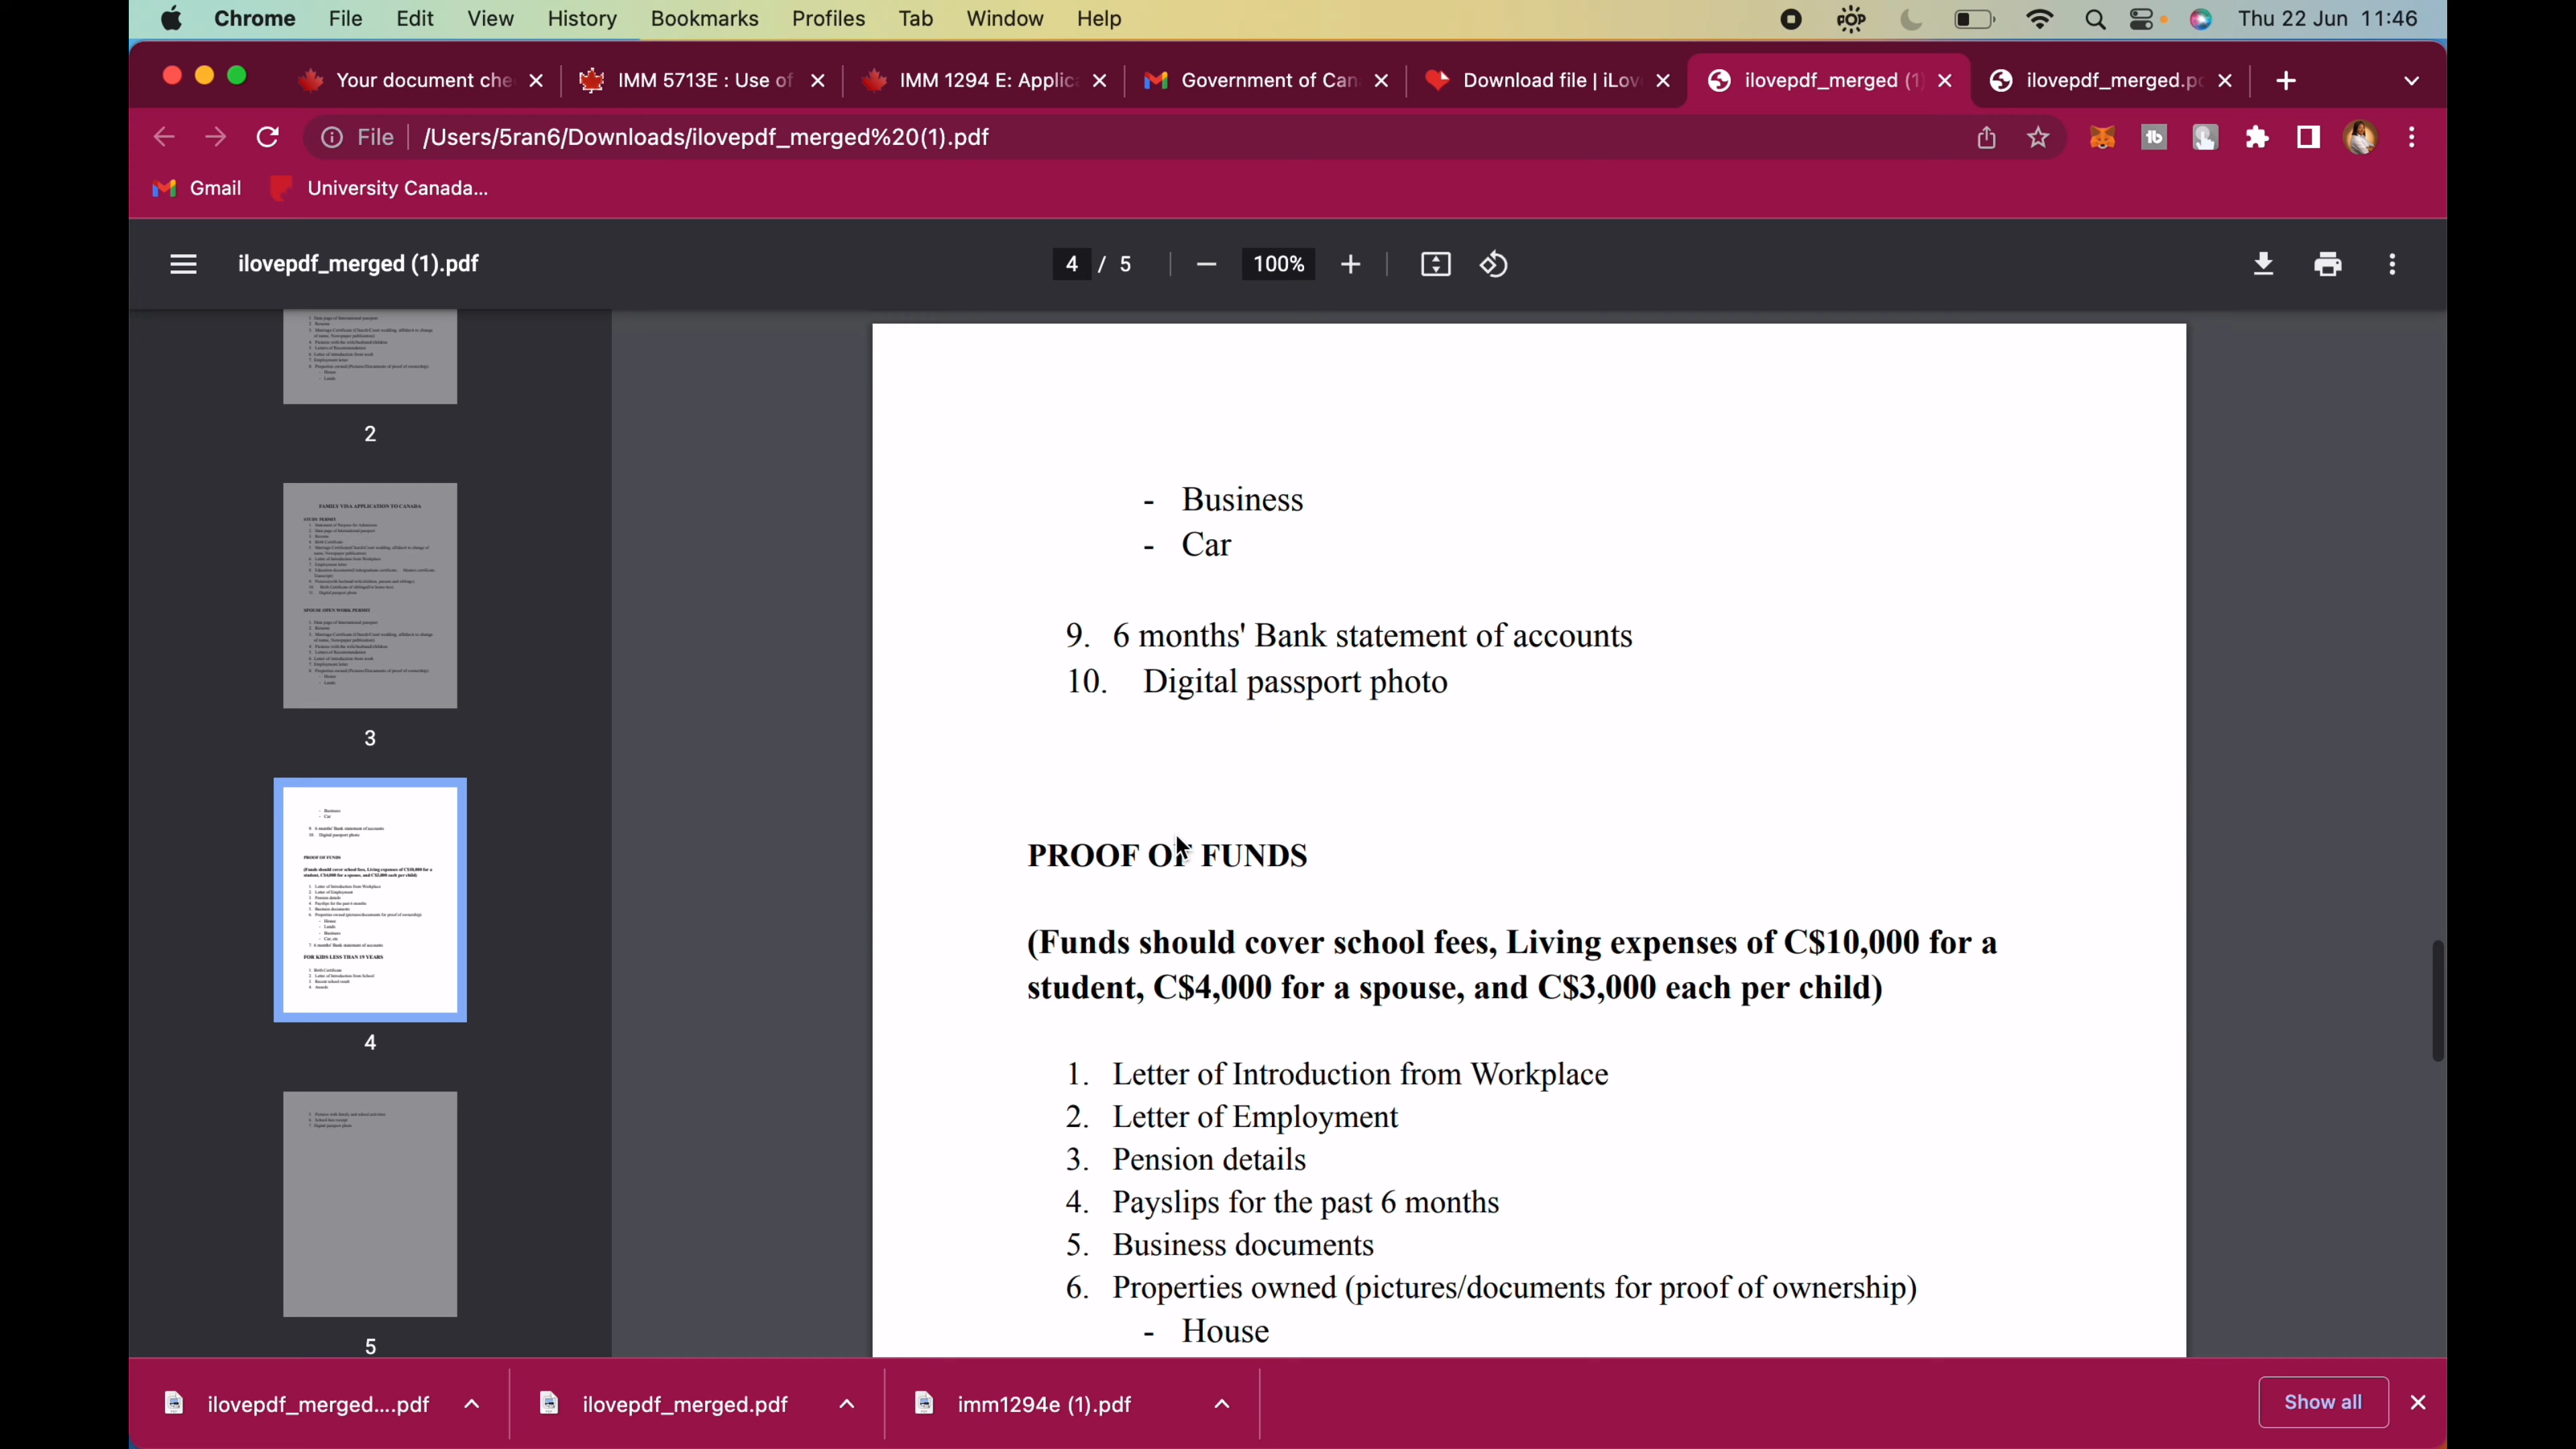 Chrome File Edit View History Bookmarks Profiles Tab Window Help Thu 22 Jun 11:46
Your document che IMM 5713E : Use of IMM 1294 E: Applic Government of Can Download file | iLov ilovepdf_merged (1) ilovepdf_merged.pd
File /Users/5ran6/Downloads/ilovepdf_merged%20(1).pdf
Gmail University Canada...
ilovepdf_merged (1).pdf 4 / 5 100%
2
FAMILY VISA APPLICATION TO CANADA
3
4
5
- Business
- Car
9. 6 months' Bank statement of accounts
10. Digital passport photo
PROOF OF FUNDS
(Funds should cover school fees, Living expenses of C$10,000 for a
student, C$4,000 for a spouse, and C$3,000 each per child)
1. Letter of Introduction from Workplace
2. Letter of Employment
3. Pension details
4. Payslips for the past 6 months
5. Business documents
6. Properties owned (pictures/documents for proof of ownership)
- House
ilovepdf_merged....pdf ilovepdf_merged.pdf imm1294e (1).pdf Show all